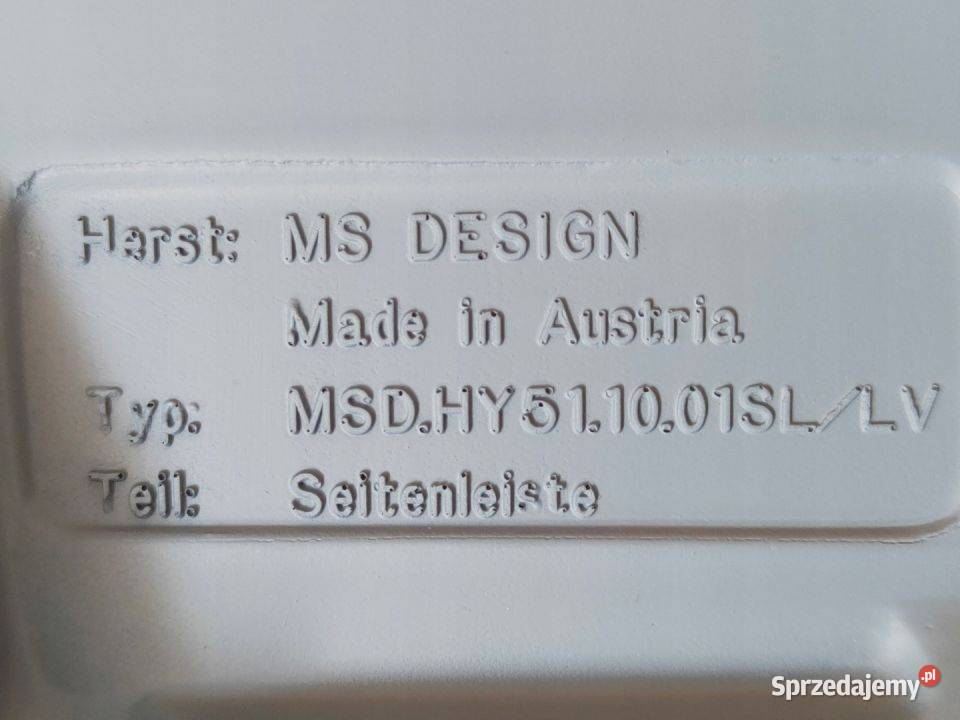 Herst: MS DESIGN
Made in Austria
Typ: MSD.HY51.10.01SL/LV
Teil: Seitenleiste
Sprzedajemy.pl